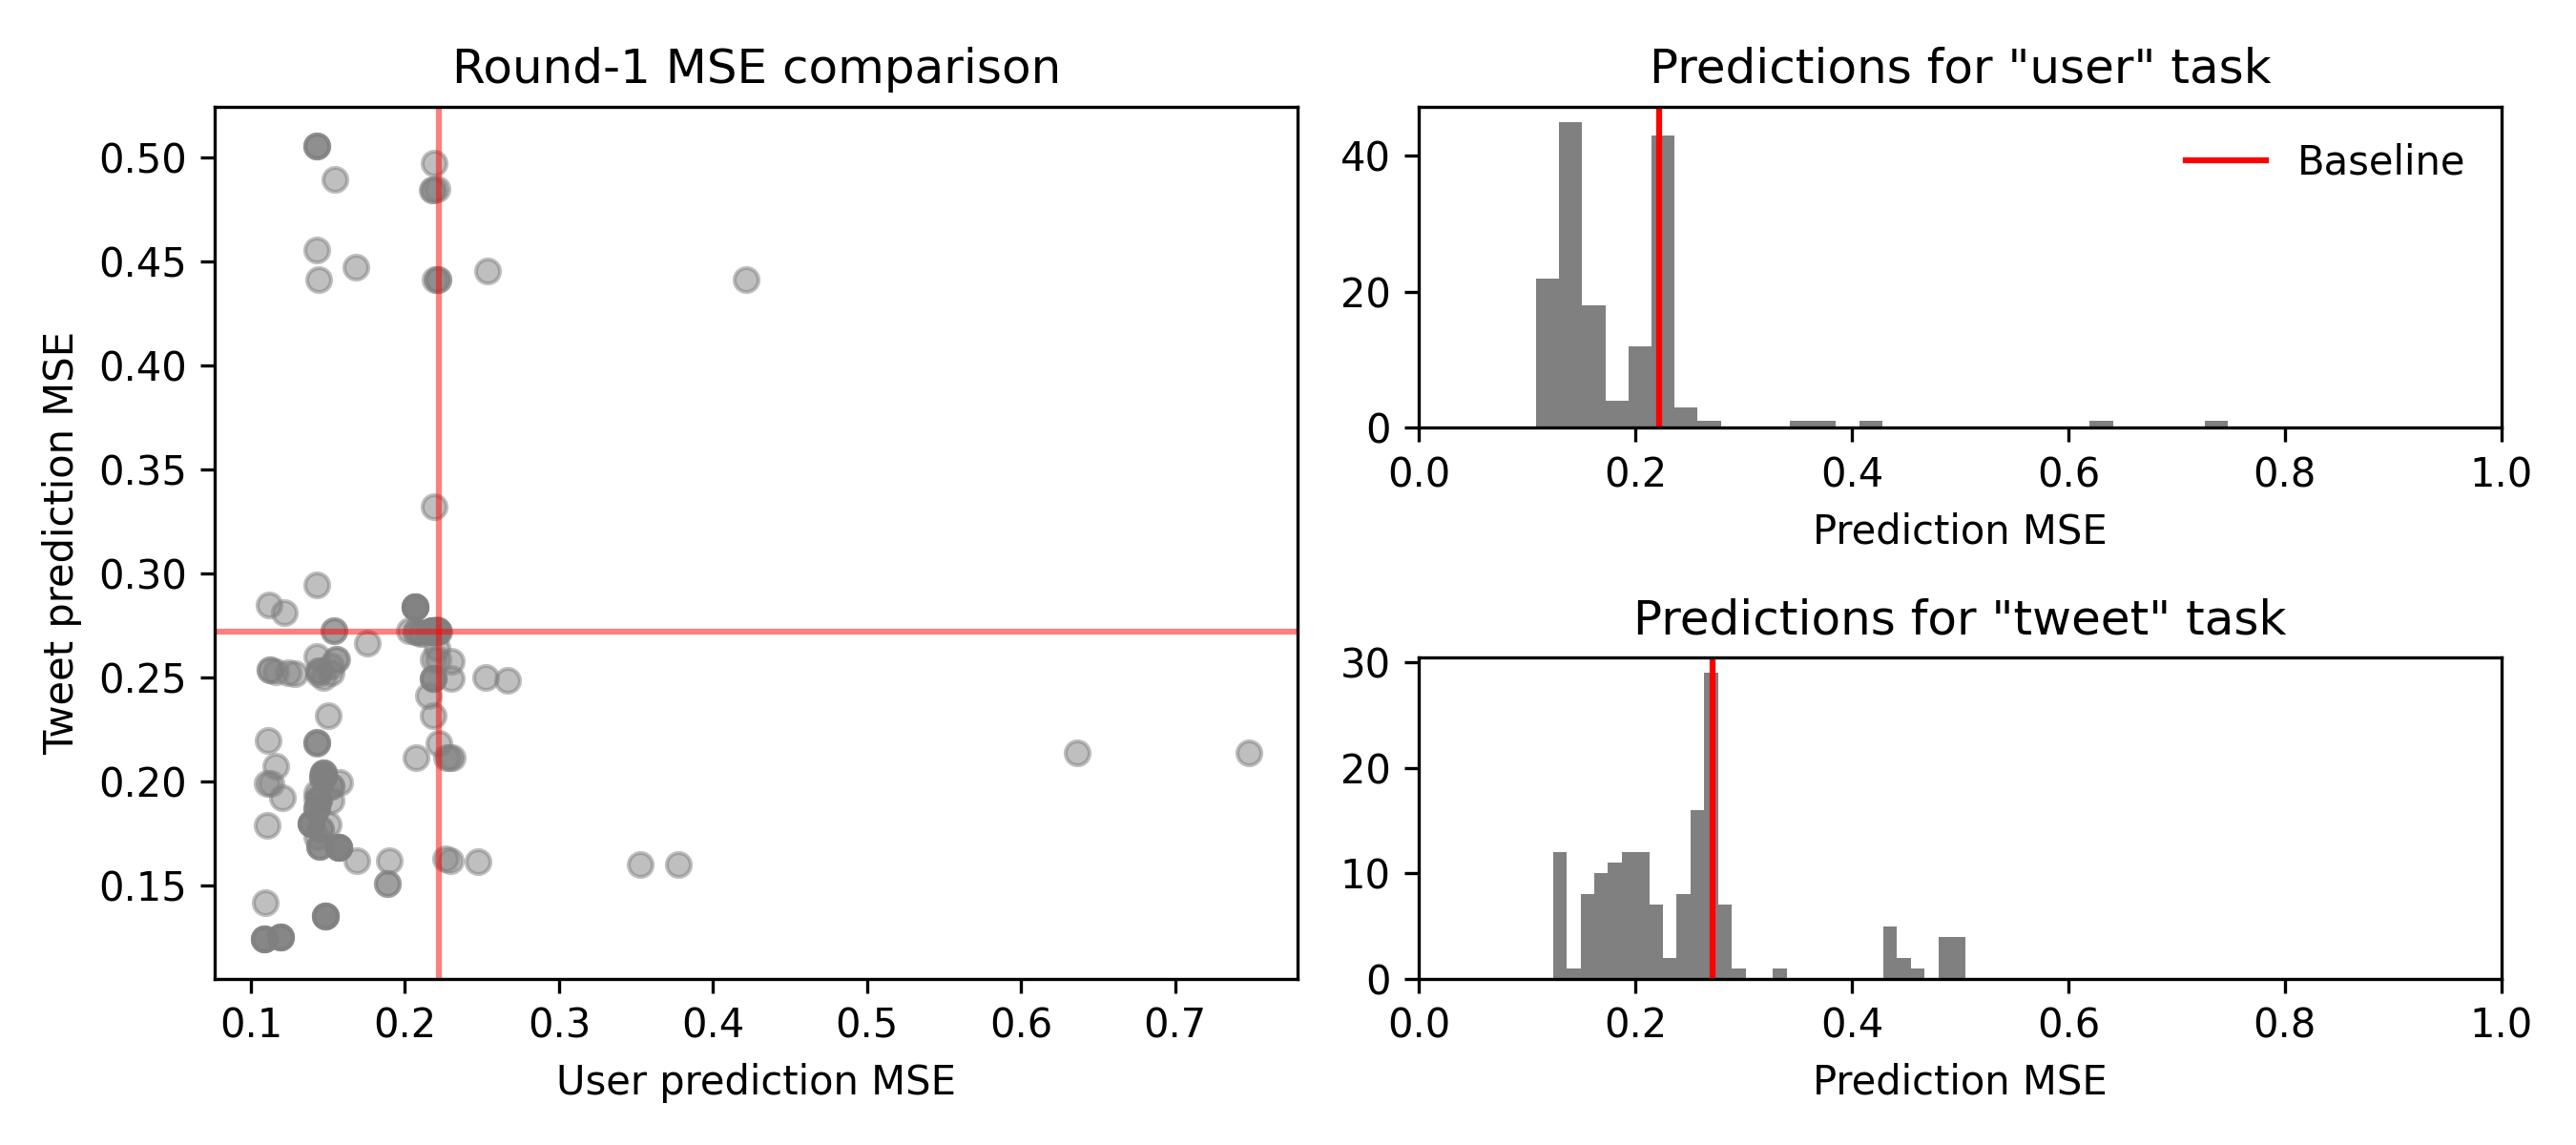 Round-1 MSE comparison
0.50
0.45
0.40
0.35
0.30
0.25
0.20
0.15
Tweet prediction MSE
0.1 0.2 0.3 0.4 0.5 0.6 0.7
User prediction MSE
Predictions for "user" task
Baseline
40
20
0
0.0 0.2 0.4 0.6 0.8 1.0
Prediction MSE
Predictions for "tweet" task
30
20
10
0
0.0 0.2 0.4 0.6 0.8 1.0
Prediction MSE